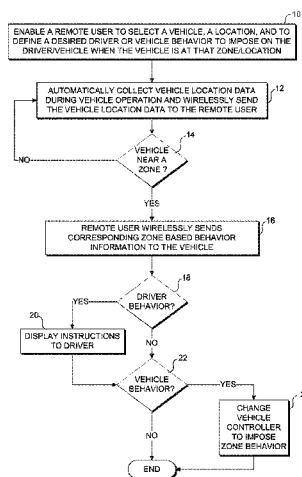 10
ENABLE A REMOTE USER TO SELECT A VEHICLE, A LOCATION, AND TO
DEFINE A DESIRED DRIVER OR VEHICLE BEHAVIOR TO IMPOSE ON THE
DRIVER/VEHICLE WHEN THE VEHICLE IS AT THAT ZONE/LOCATION
AUTOMATICALLY COLLECT VEHICLE LOCATION DATA
DURING VEHICLE OPERATION AND WIRELESSLY SEND
THE VEHICLE LOCATION DATA TO THE REMOTE USER
12
14
VEHICLE
NEAR A
ZONE ?
NO
YES
16
REMOTE USER WIRELESSLY SENDS
CORRESPONDING ZONE BASED BEHAVIOR
INFORMATION TO THE VEHICLE
18
DRIVER
BEHAVIOR?
YES
20
DISPLAY INSTRUCTIONS
TO DRIVER
NO
22
VEHICLE
BEHAVIOR?
YES
CHANGE
VEHICLE
CONTROLLER
TO IMPOSE
ZONE BEHAVIOR
NO
END